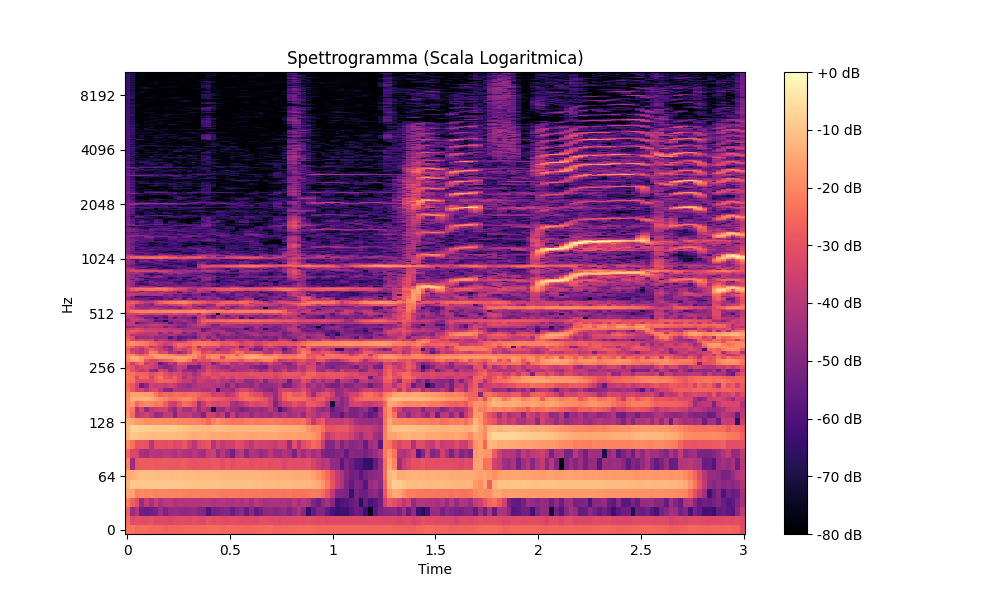 Spettrogramma (Scala Logaritmica)
Hz
8192
4096
2048
1024
512
256
128
64
0
0
0.5
1
1.5
2
2.5
3
Time
+0 dB
-10 dB
-20 dB
-30 dB
-40 dB
-50 dB
-60 dB
-70 dB
-80 dB